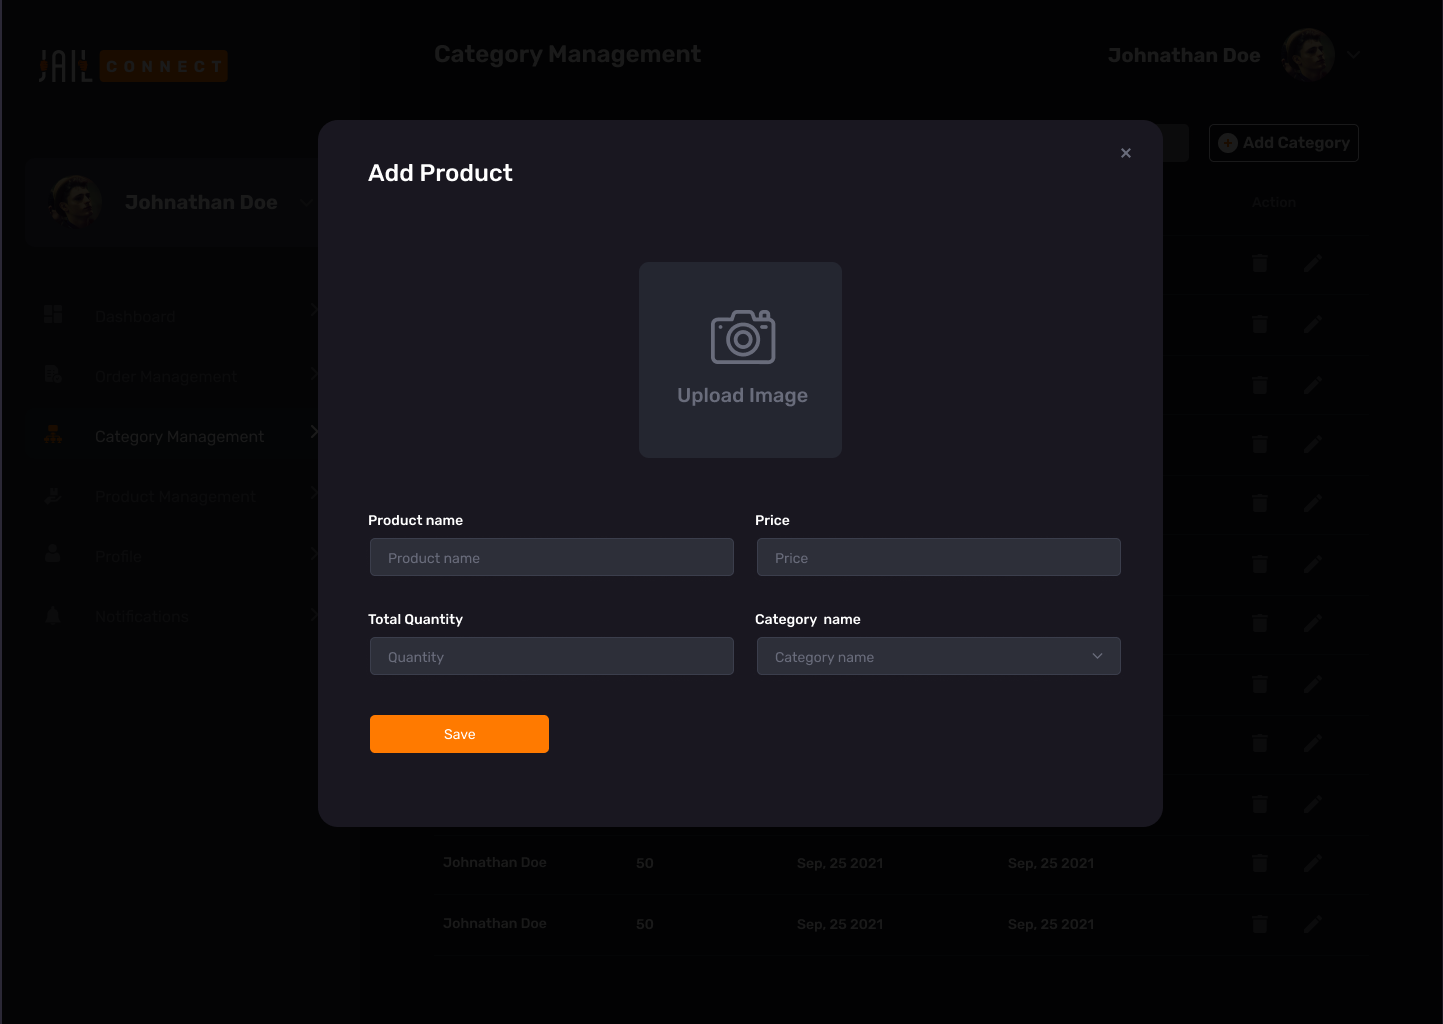 JAIL CONNECT
Category Management
Johnathan Doe
Add Category
Johnathan Doe
Action
Dashboard
Order Management
Category Management
Product Management
Profile
Notifications
Add Product
Upload Image
Product name
Price
Product name
Price
Total Quantity
Category  name
Quantity
Category name
Save
Johnathan Doe 50 Sep, 25 2021 Sep, 25 2021
Johnathan Doe 50 Sep, 25 2021 Sep, 25 2021